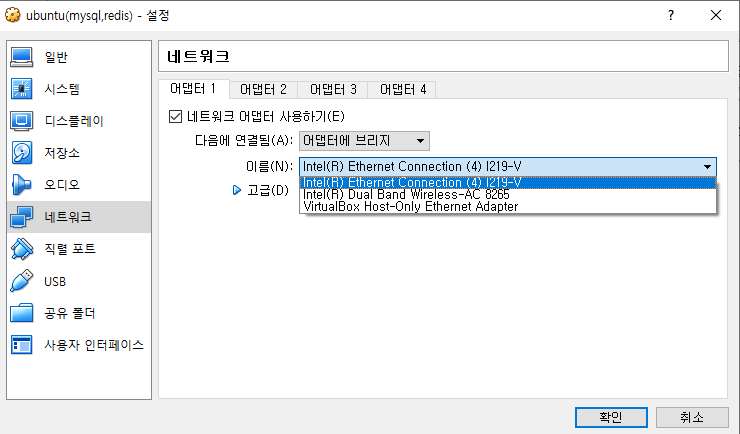 ubuntu(mysql,redis) - 설정
?
일반
시스템
디스플레이
저장소
오디오
네트워크
직렬 포트
USB
공유 폴더
사용자 인터페이스
네트워크
어댑터 1 어댑터 2 어댑터 3 어댑터 4
네트워크 어댑터 사용하기(E)
다음에 연결됨(A): 어댑터에 브리지
이름(N): Intel(R) Ethernet Connection (4) I219-V
Intel(R) Ethernet Connection (4) I219-V
고급(D) Intel(R) Dual Band Wireless-AC 8265
VirtualBox Host-Only Ethernet Adapter
확인 취소